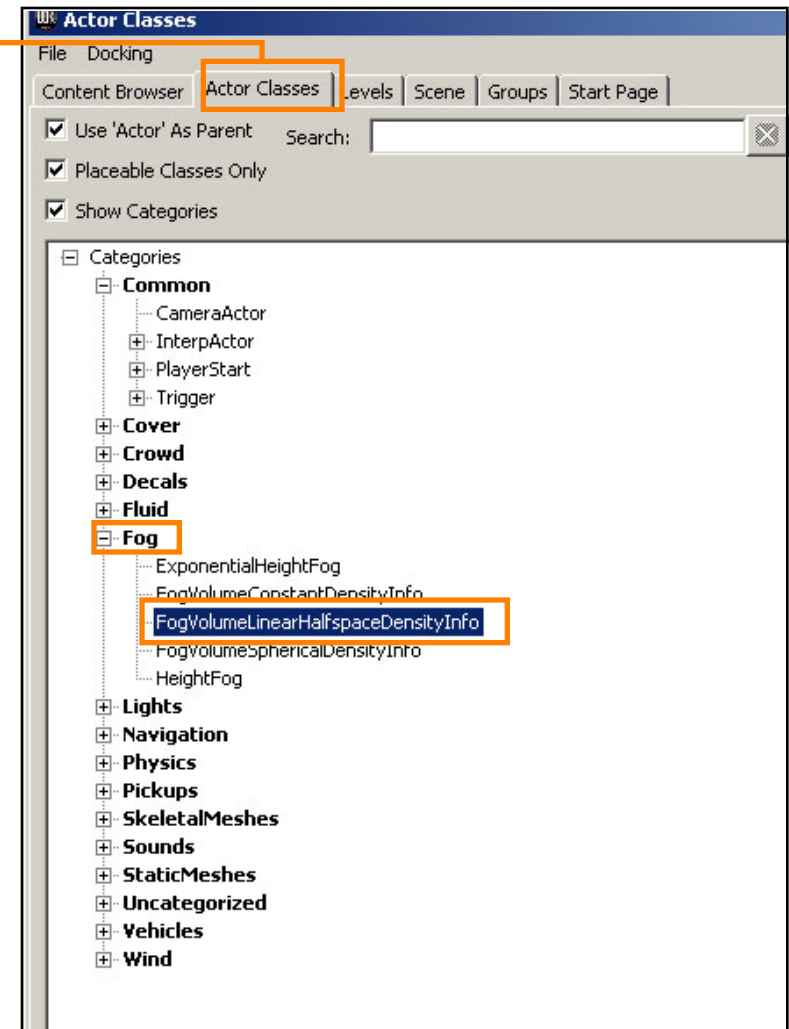 Actor Classes
File Docking
Content Browser Actor Classes Levels Scene Groups Start Page
Use 'Actor' As Parent Search:
Placeable Classes Only
Show Categories
Categories
Common
CameraActor
InterpActor
PlayerStart
Trigger
Cover
Crowd
Decals
Fluid
Fog
ExponentialHeightFog
FogVolumeConstantDensityInfo
FogVolumeLinearHalfspaceDensityInfo
FogVolumeSphericalDensityInfo
HeightFog
Lights
Navigation
Physics
Pickups
SkeletalMeshes
Sounds
StaticMeshes
Uncategorized
Vehicles
Wind